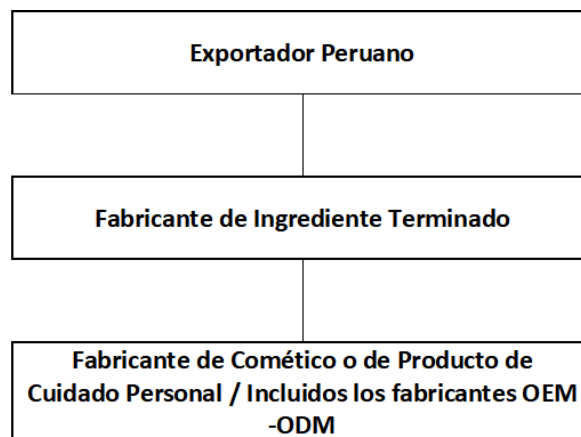 Exportador Peruano
Fabricante de Ingrediente Terminado
Fabricante de Comético o de Producto de
Cuidado Personal / Incluidos los fabricantes OEM
-ODM